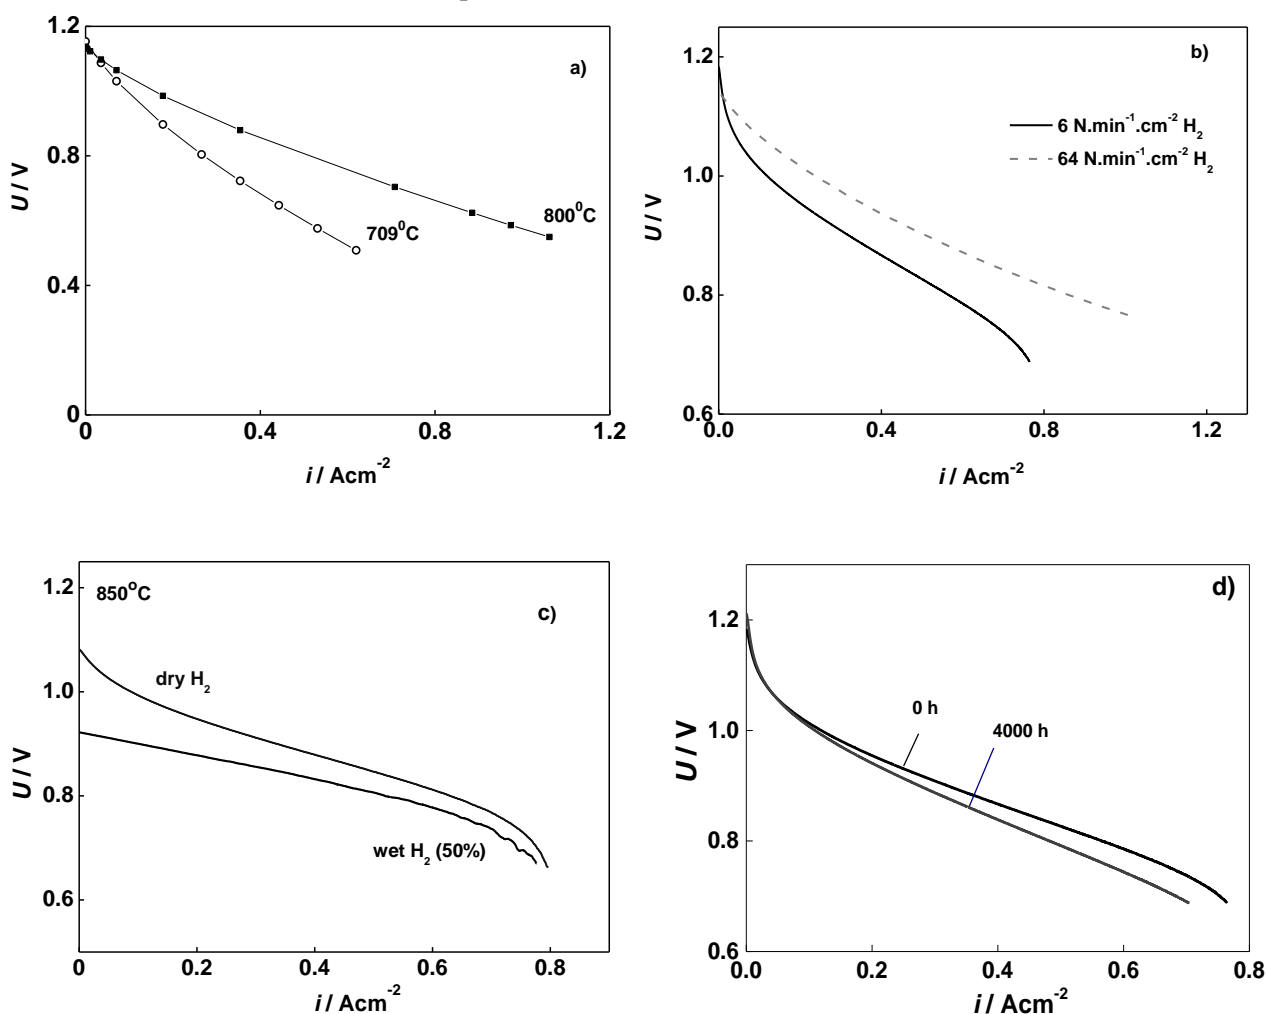 1.2
0.8
0.4
0
U / V
a)
800⁰C
709⁰C
0 0.4 0.8 1.2
i / Acm⁻²
1.2
1.0
0.8
0.6
U / V
b)
6 N.min⁻¹.cm⁻² H₂
64 N.min⁻¹.cm⁻² H₂
0.0 0.4 0.8 1.2
i / Acm⁻²
1.2
1.0
0.8
0.6
U / V
850°C
c)
dry H₂
wet H₂ (50%)
0 0.2 0.4 0.6 0.8
i / Acm⁻²
1.2
1.0
0.8
0.6
U / V
d)
0 h
4000 h
0.0 0.2 0.4 0.6 0.8
i / Acm⁻²